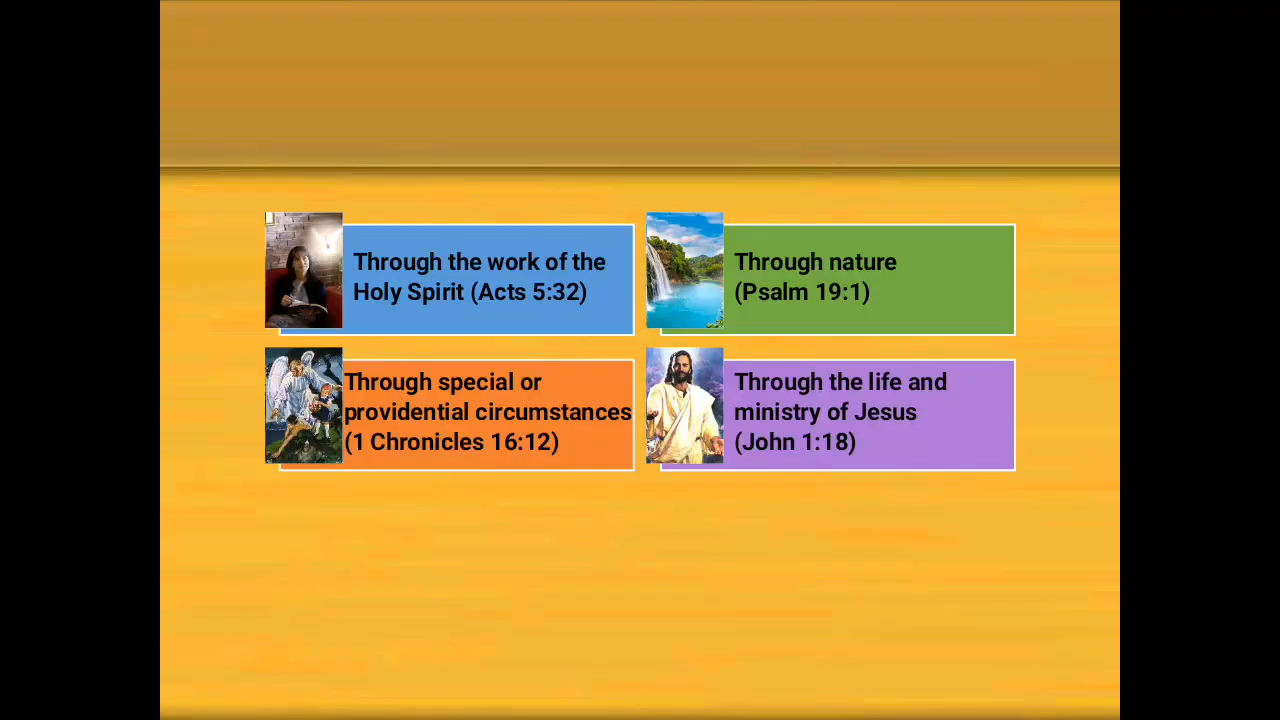 Through the work of the
Holy Spirit (Acts 5:32)
Through nature
(Psalm 19:1)
Through special or
providential circumstances
(1 Chronicles 16:12)
Through the life and
ministry of Jesus
(John 1:18)